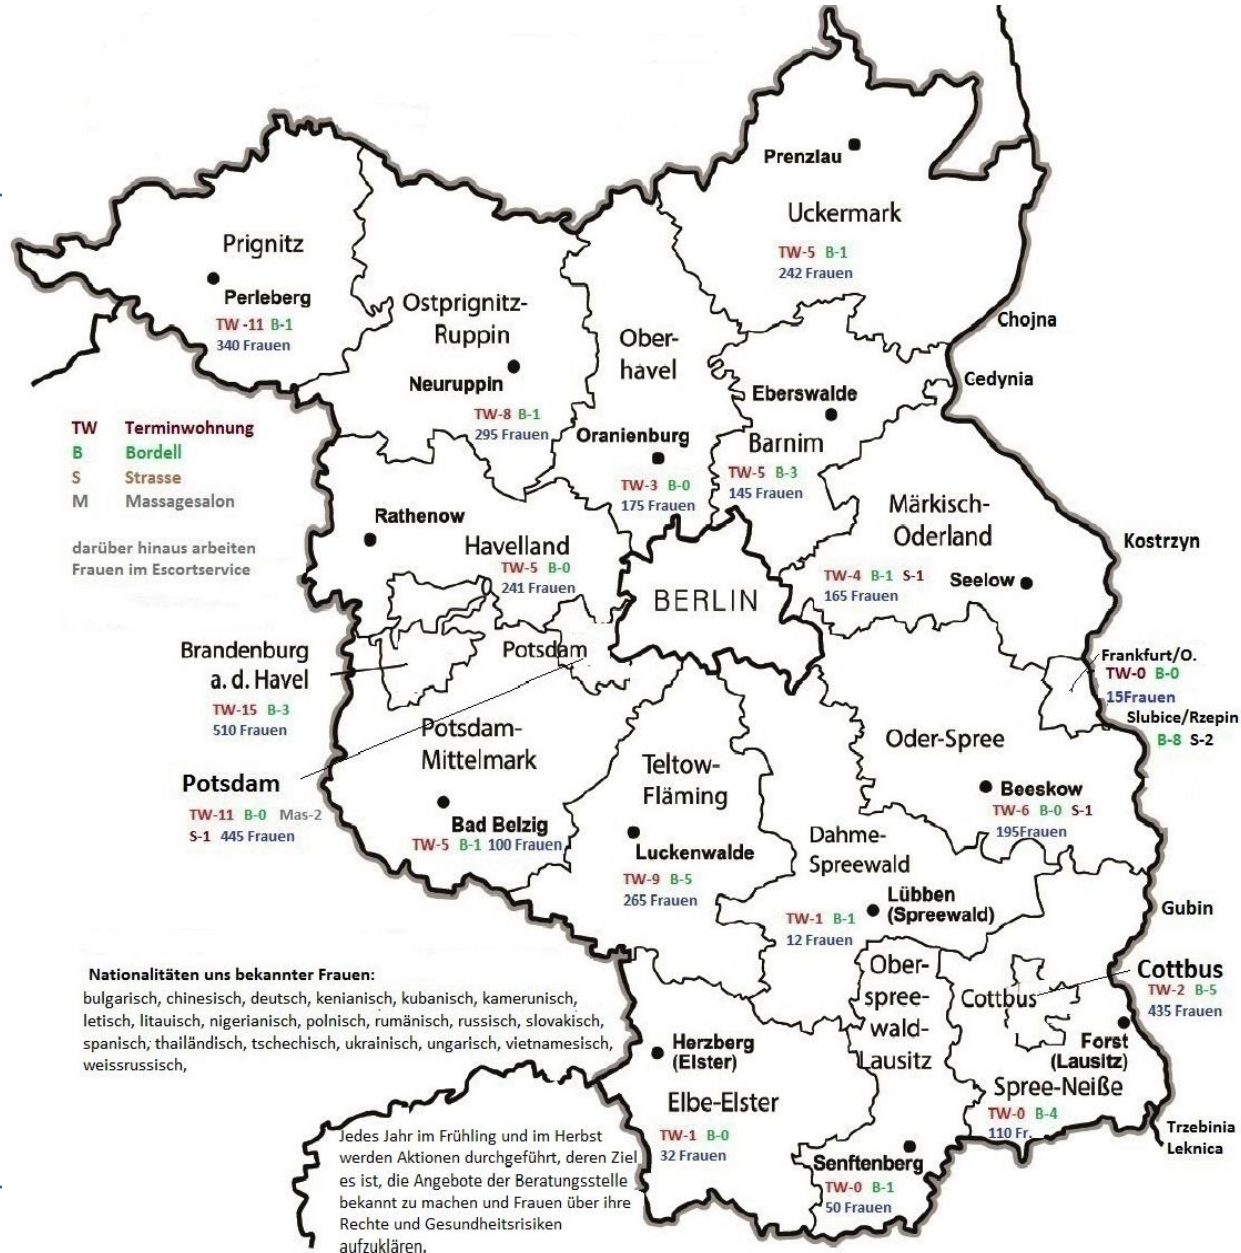 Prenzlau
Uckermark
TW-5 B-1
242 Frauen
Prignitz
Perleberg
TW -11 B-1
340 Frauen
Ostprignitz-
Ruppin
Neuruppin
TW-8 B-1
295 Frauen
Ober-
havel
Oranienburg
TW-3 B-0
175 Frauen
Chojna
Cedynia
Eberswalde
Barnim
TW-5 B-3
145 Frauen
TW Terminwohnung
B Bordell
S Strasse
M Massagesalon
darüber hinaus arbeiten
Frauen im Escortservice
Rathenow
Havelland
TW-5 B-0
241 Frauen
Märkisch-
Oderland
TW-4 B-1 S-1
165 Frauen
Seelow
Kostrzyn
BERLIN
Brandenburg
a. d. Havel
TW-15 B-3
510 Frauen
Potsdam
Frankfurt/O.
TW-0 B-0
15Frauen
Slubice/Rzepin
B-8 S-2
Potsdam-
Mittelmark
Potsdam
TW-11 B-0 Mas-2
S-1 445 Frauen
Bad Belzig
TW-5 B-1 100 Frauen
Teltow-
Fläming
Luckenwalde
TW-9 B-5
265 Frauen
Oder-Spree
Beeskow
TW-6 B-0 S-1
195Frauen
Dahme-
Spreewald
Lübben
(Spreewald)
TW-1 B-1
12 Frauen
Gubin
Ober-
spree-
wald-
Lausitz
Cottbus
Cottbus
TW-2 B-5
435 Frauen
Forst
(Lausitz)
Spree-Neiße
TW-0 B-4
110 Fr.
Trzebinia
Leknica
Nationalitäten uns bekannter Frauen:
bulgarisch, chinesisch, deutsch, kenianisch, kubanisch, kamerunisch,
letisch, litauisch, nigerianisch, polnisch, rumänisch, russisch, slovakisch,
spanisch, thailändisch, tschechisch, ukrainisch, ungarisch, vietnamesisch,
weissrussisch,
Herzberg
(Elster)
Elbe-Elster
TW-1 B-0
32 Frauen
Senftenberg
TW-0 B-1
50 Frauen
Jedes Jahr im Frühling und im Herbst
werden Aktionen durchgeführt, deren Ziel
es ist, die Angebote der Beratungsstelle
bekannt zu machen und Frauen über ihre
Rechte und Gesundheitsrisiken
aufzuklären.